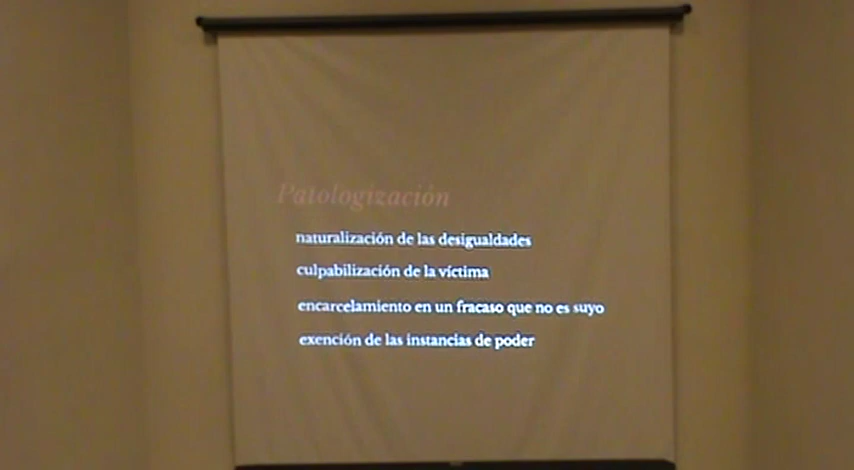 Patologización
naturalización de las desigualdades
culpabilización de la víctima
encarcelamiento en un fracaso que no es suyo
exención de las instancias de poder